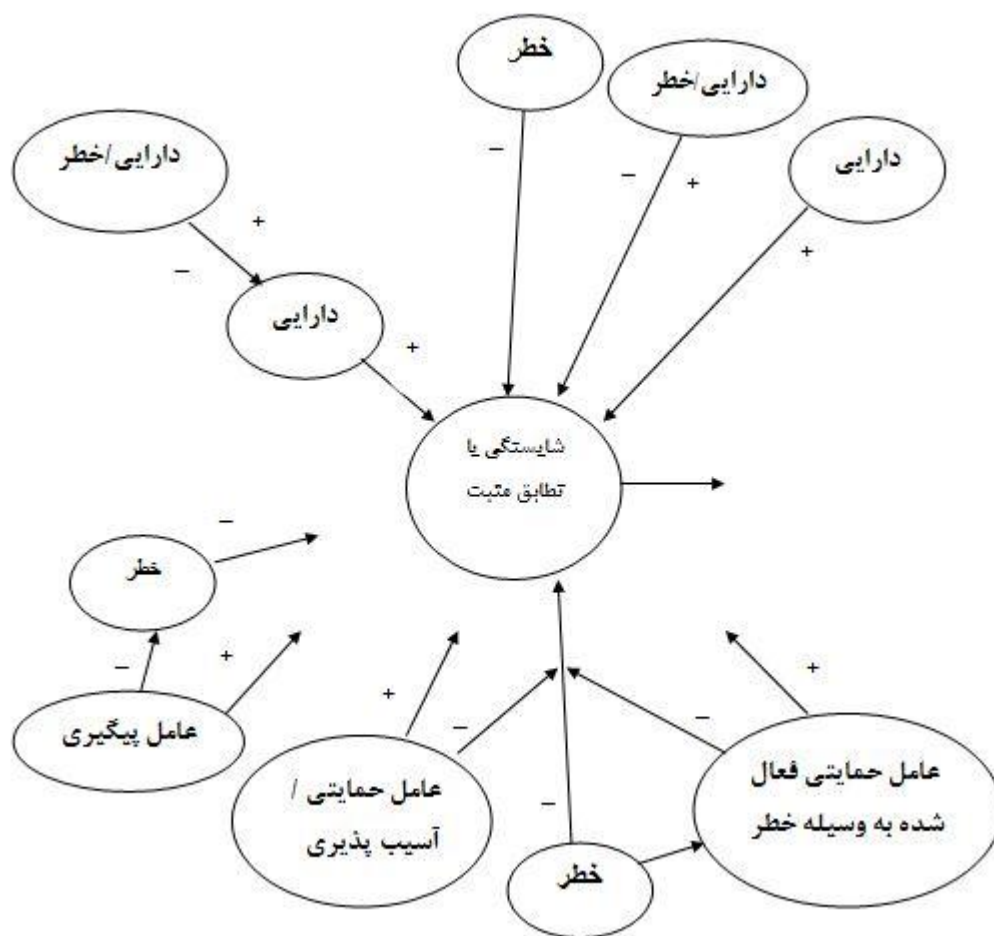 خطر
دارایی/خطر
دارایی
دارایی/خطر
دارایی
–
–
+
+
+
–
+
شایستگی یا
تطابق مثبت
–
خطر
–
+
عامل پیگیری
+
–
عامل حمایتی /
آسیب پذیری
–
خطر
–
+
عامل حمایتی فعال
شده به وسیله خطر